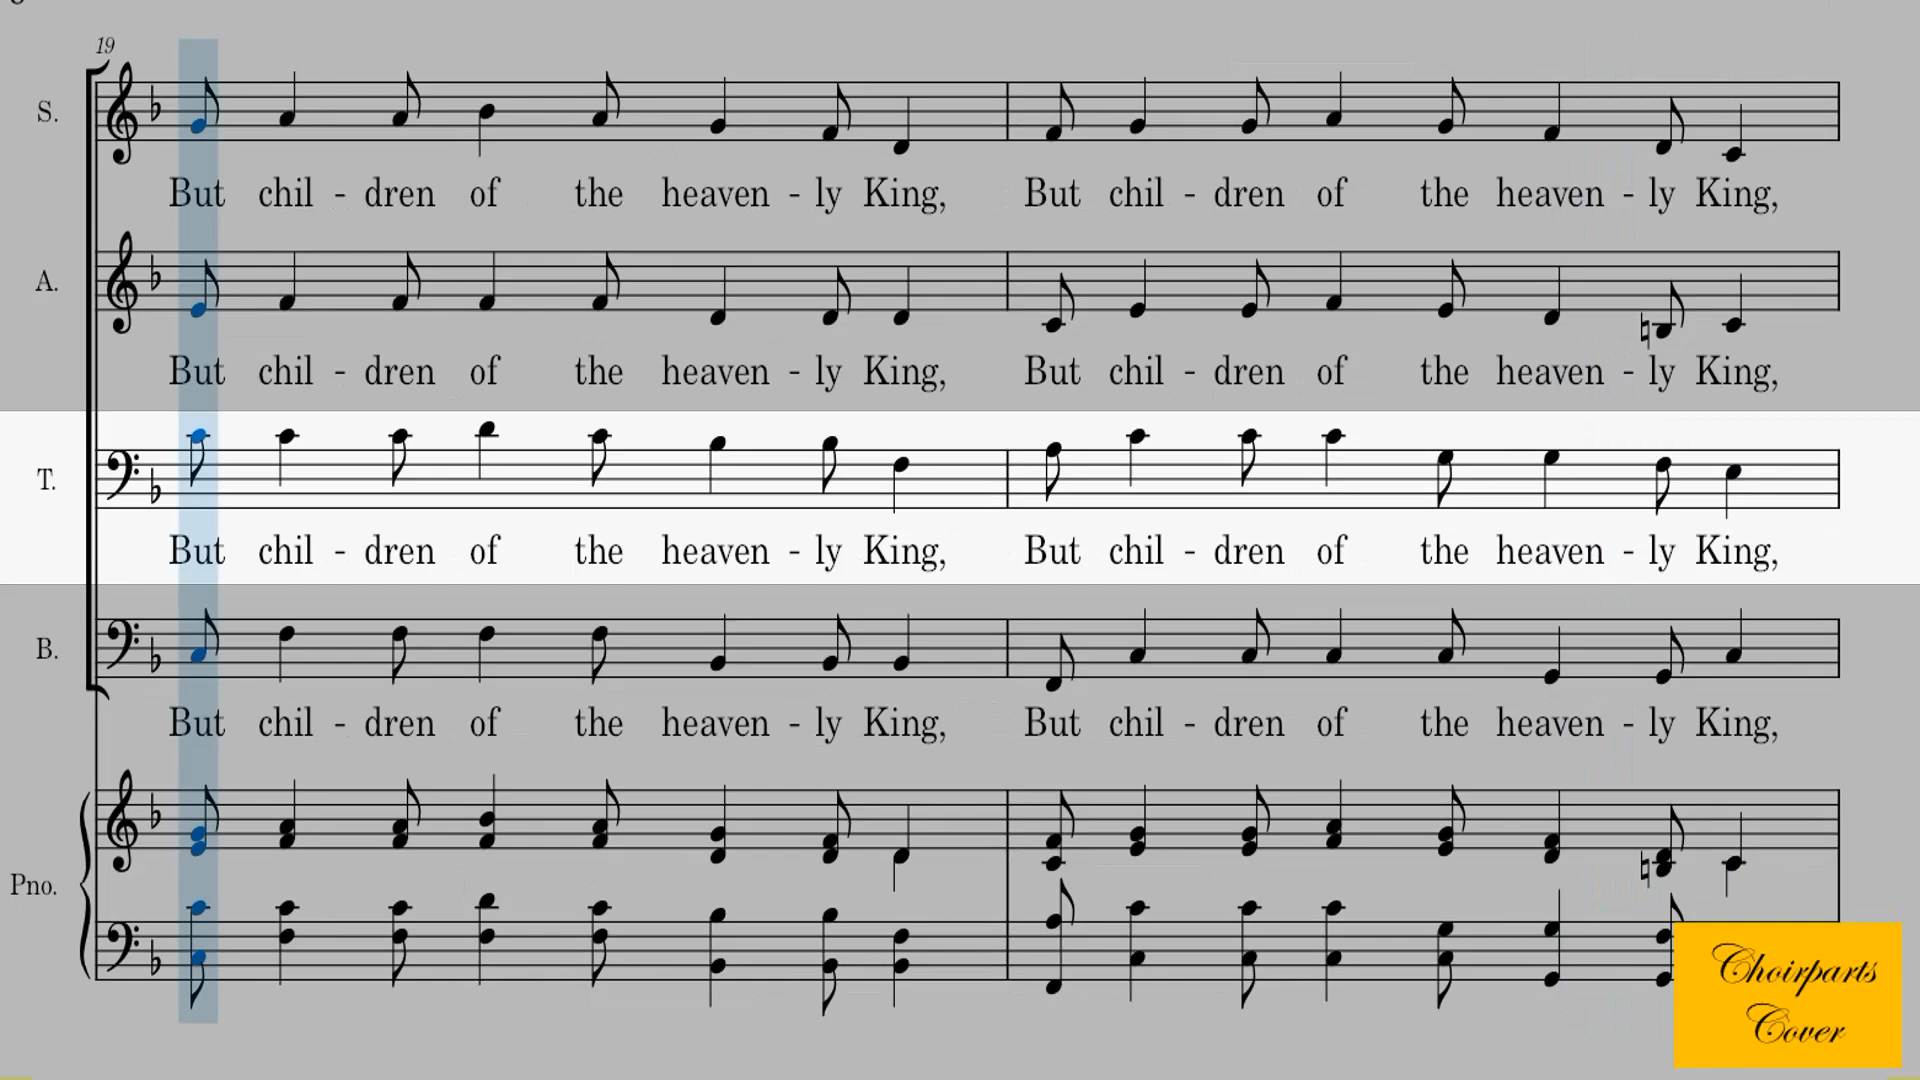 19
S.
But chil - dren of the heaven - ly King, But chil - dren of the heaven - ly King,
A.
But chil - dren of the heaven - ly King, But chil - dren of the heaven - ly King,
T.
But chil - dren of the heaven - ly King, But chil - dren of the heaven - ly King,
B.
But chil - dren of the heaven - ly King, But chil - dren of the heaven - ly King,
Pno.
Choirparts
Cover